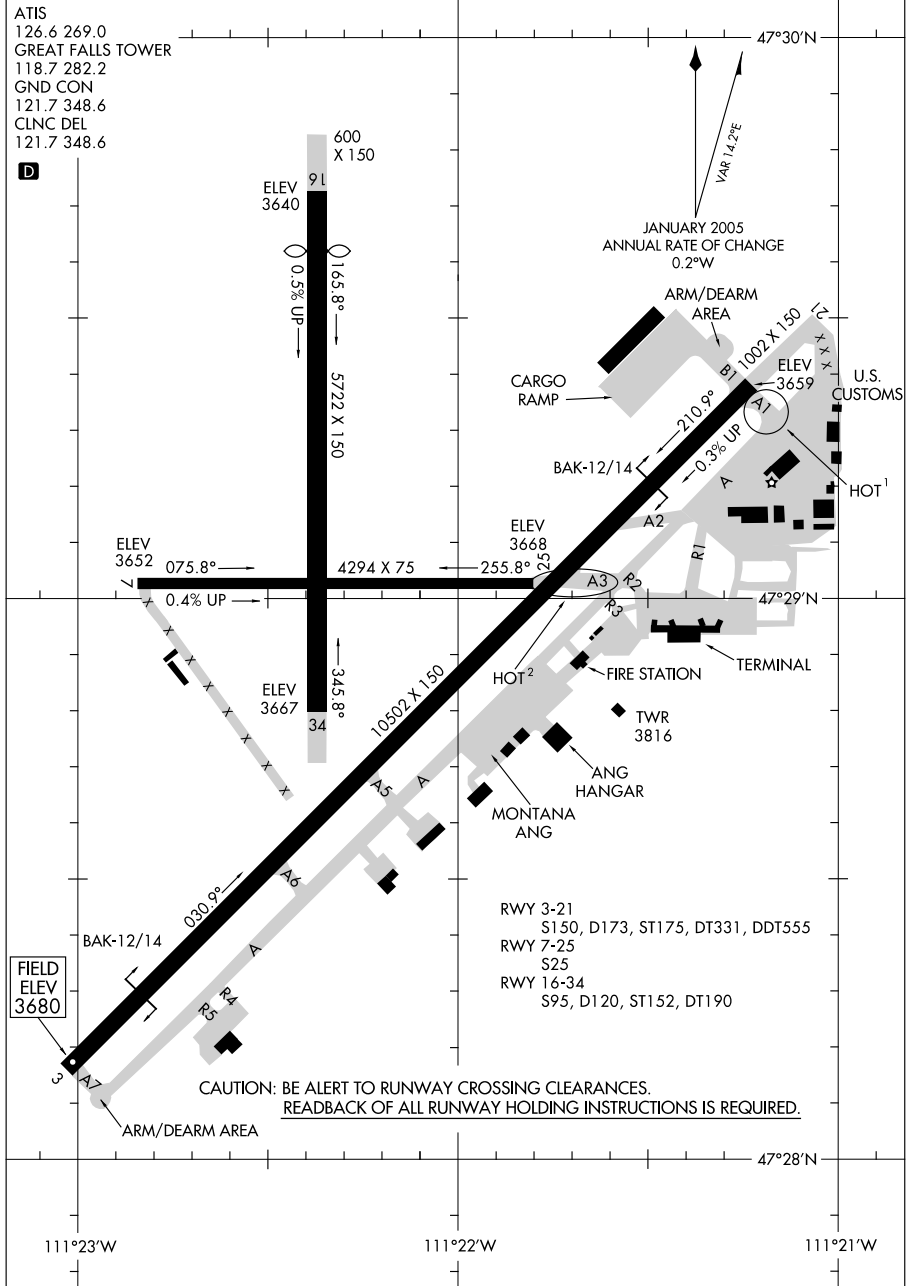 ATIS
126.6 269.0
GREAT FALLS TOWER
118.7 282.2
GND CON
121.7 348.6
CLNC DEL
121.7 348.6
D
47°30'N
VAR 14.2°E
JANUARY 2005
ANNUAL RATE OF CHANGE
0.2°W
600
X 150
16
ELEV
3640
0.5% UP
165.8°
5722 X 150
ARM/DEARM
AREA
1002 X 150
21
X X X
B1
ELEV
3659
U.S.
CUSTOMS
CARGO
RAMP
A1
210.9°
0.3% UP
BAK-12/14
A
HOT1
A2
ELEV
3668
25
R1
ELEV
3652
7
075.8°
4294 X 75
255.8°
0.4% UP
A3
R2
R3
47°29'N
X X X X X X X X
HOT2
FIRE STATION
TERMINAL
345.8°
ELEV
3667
34
10502 X 150
TWR
3816
ANG
HANGAR
A5
A
MONTANA
ANG
A6
030.9°
RWY 3-21
S150, D173, ST175, DT331, DDT555
RWY 7-25
S25
RWY 16-34
S95, D120, ST152, DT190
BAK-12/14
A
FIELD
ELEV
3680
R4
R5
3
A7
CAUTION: BE ALERT TO RUNWAY CROSSING CLEARANCES.
READBACK OF ALL RUNWAY HOLDING INSTRUCTIONS IS REQUIRED.
ARM/DEARM AREA
47°28'N
111°23'W
111°22'W
111°21'W